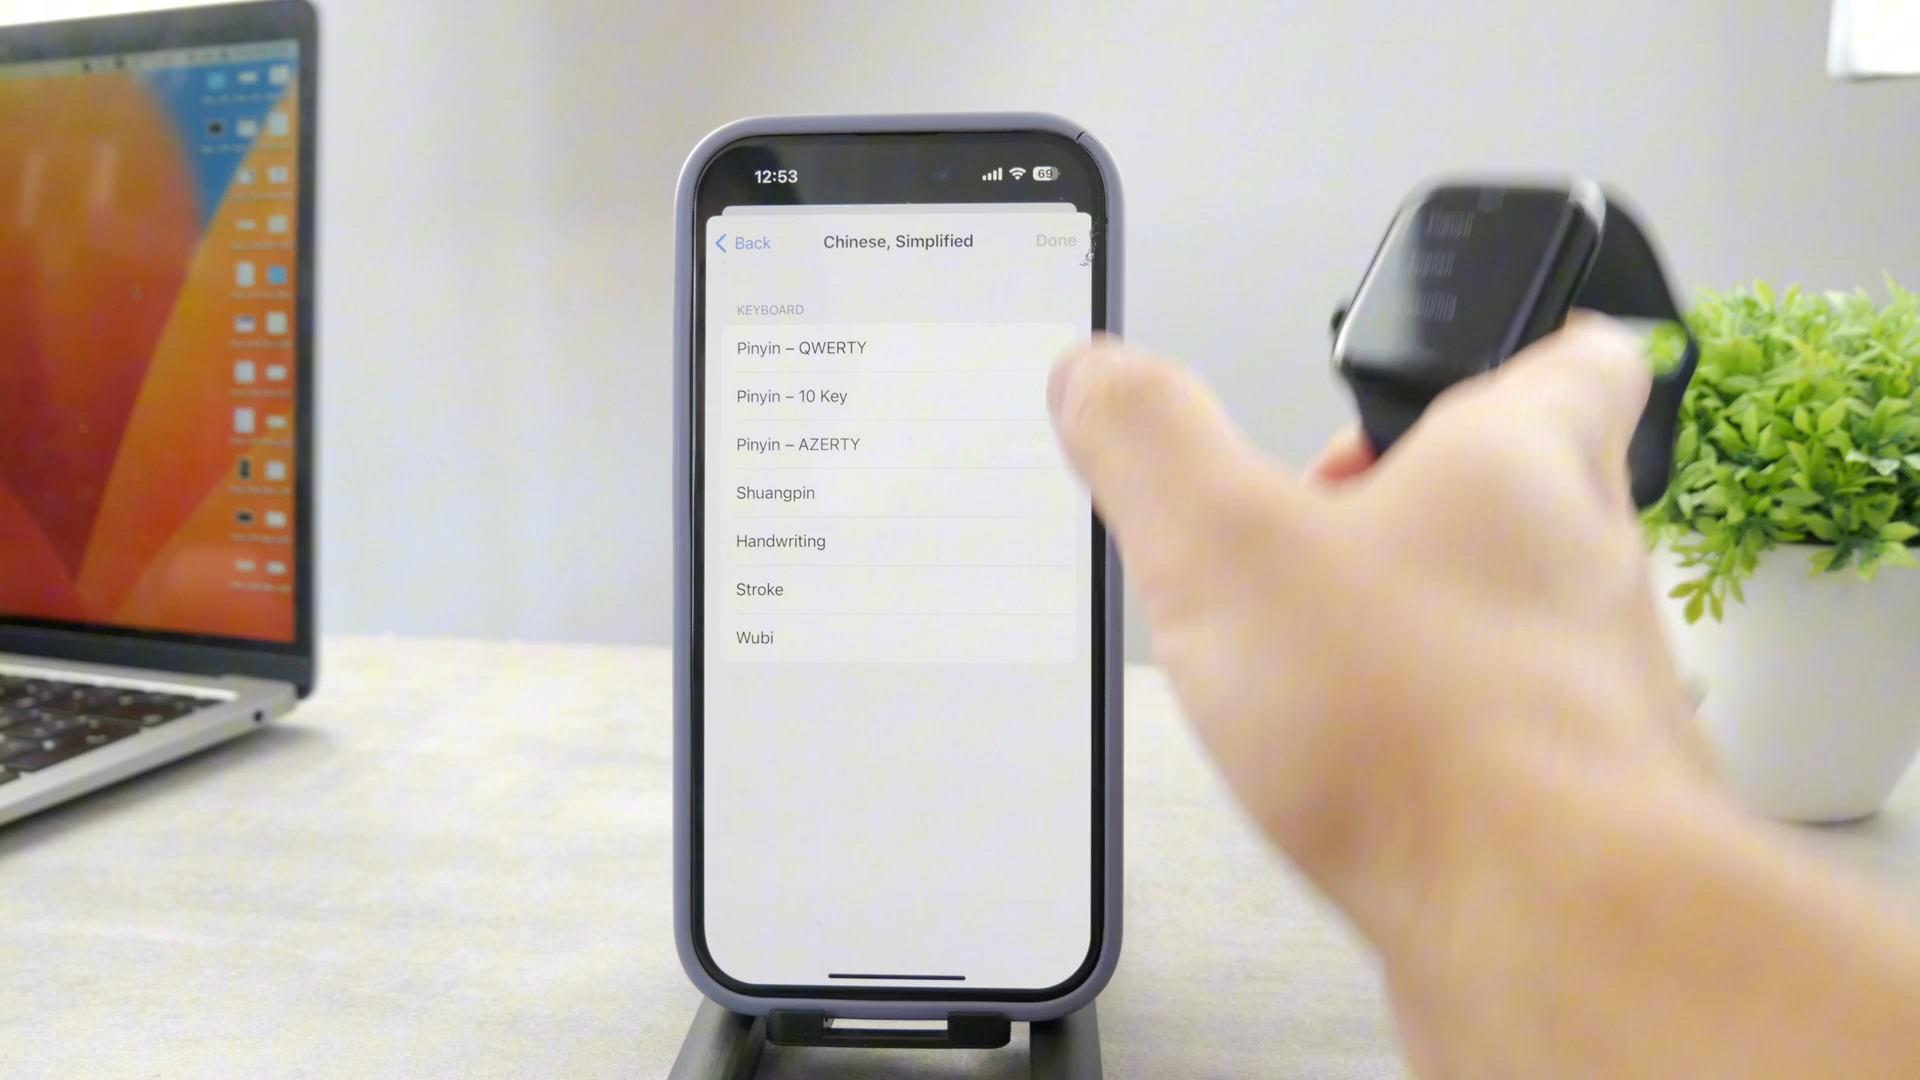 12:53
69
Back
Chinese, Simplified
Done
KEYBOARD
Pinyin – QWERTY
Pinyin – 10 Key
Pinyin – AZERTY
Shuangpin
Handwriting
Stroke
Wubi